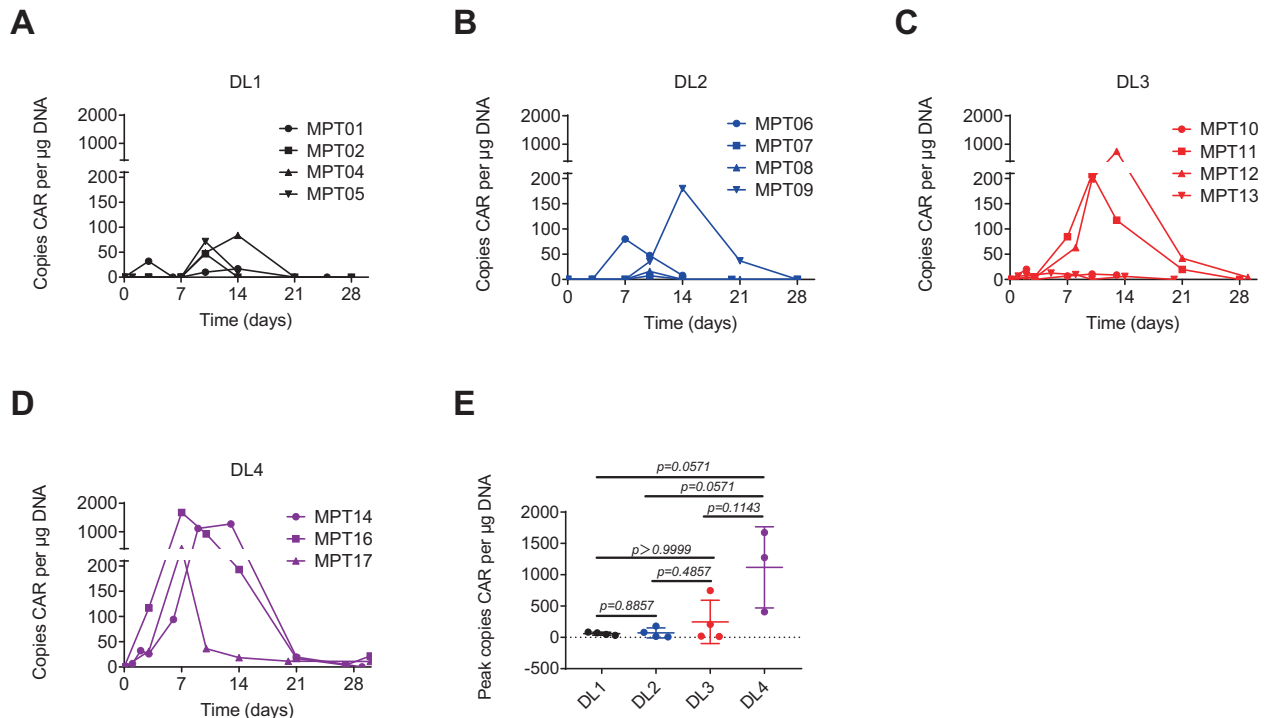 A
DL1
Copies CAR per µg DNA
2000
1000
200
150
100
50
0
0 7 14 21 28
Time (days)
MPT01
MPT02
MPT04
MPT05
B
DL2
Copies CAR per µg DNA
2000
1000
200
150
100
50
0
0 7 14 21 28
Time (days)
MPT06
MPT07
MPT08
MPT09
C
DL3
Copies CAR per µg DNA
2000
1000
200
150
100
50
0
0 7 14 21 28
Time (days)
MPT10
MPT11
MPT12
MPT13
D
DL4
Copies CAR per µg DNA
2000
1000
200
150
100
50
0
0 7 14 21 28
Time (days)
MPT14
MPT16
MPT17
E
Peak copies CAR per µg DNA
2000
1500
1000
500
0
-500
p=0.0571
p=0.0571
p=0.1143
p>0.9999
p=0.4857
p=0.8857
DL1 DL2 DL3 DL4